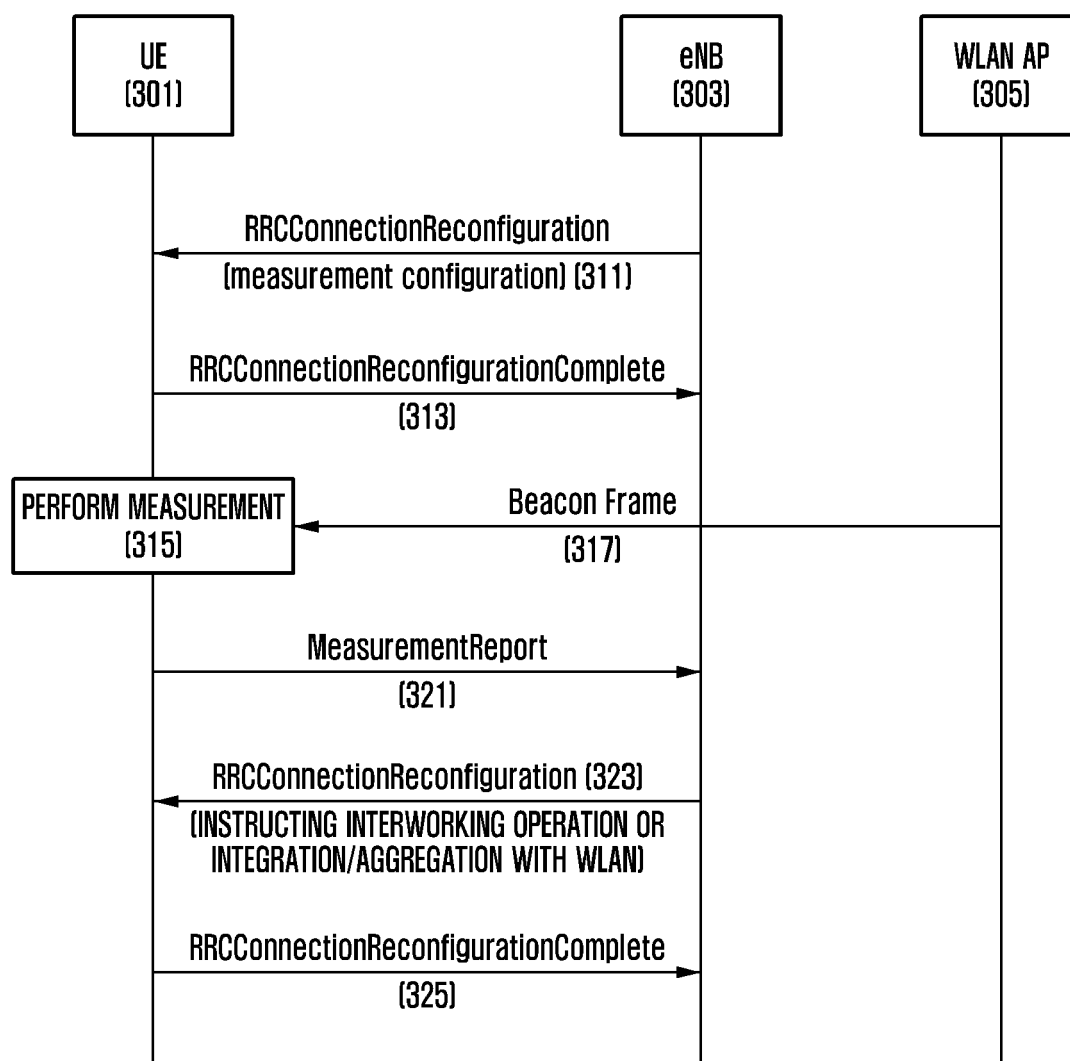 UE
(301)
eNB
(303)
WLAN AP
(305)
RRCConnectionReconfiguration
(measurement configuration) (311)
RRCConnectionReconfigurationComplete
(313)
PERFORM MEASUREMENT
(315)
Beacon Frame
(317)
MeasurementReport
(321)
RRCConnectionReconfiguration (323)
(INSTRUCTING INTERWORKING OPERATION OR
INTEGRATION/AGGREGATION WITH WLAN)
RRCConnectionReconfigurationComplete
(325)